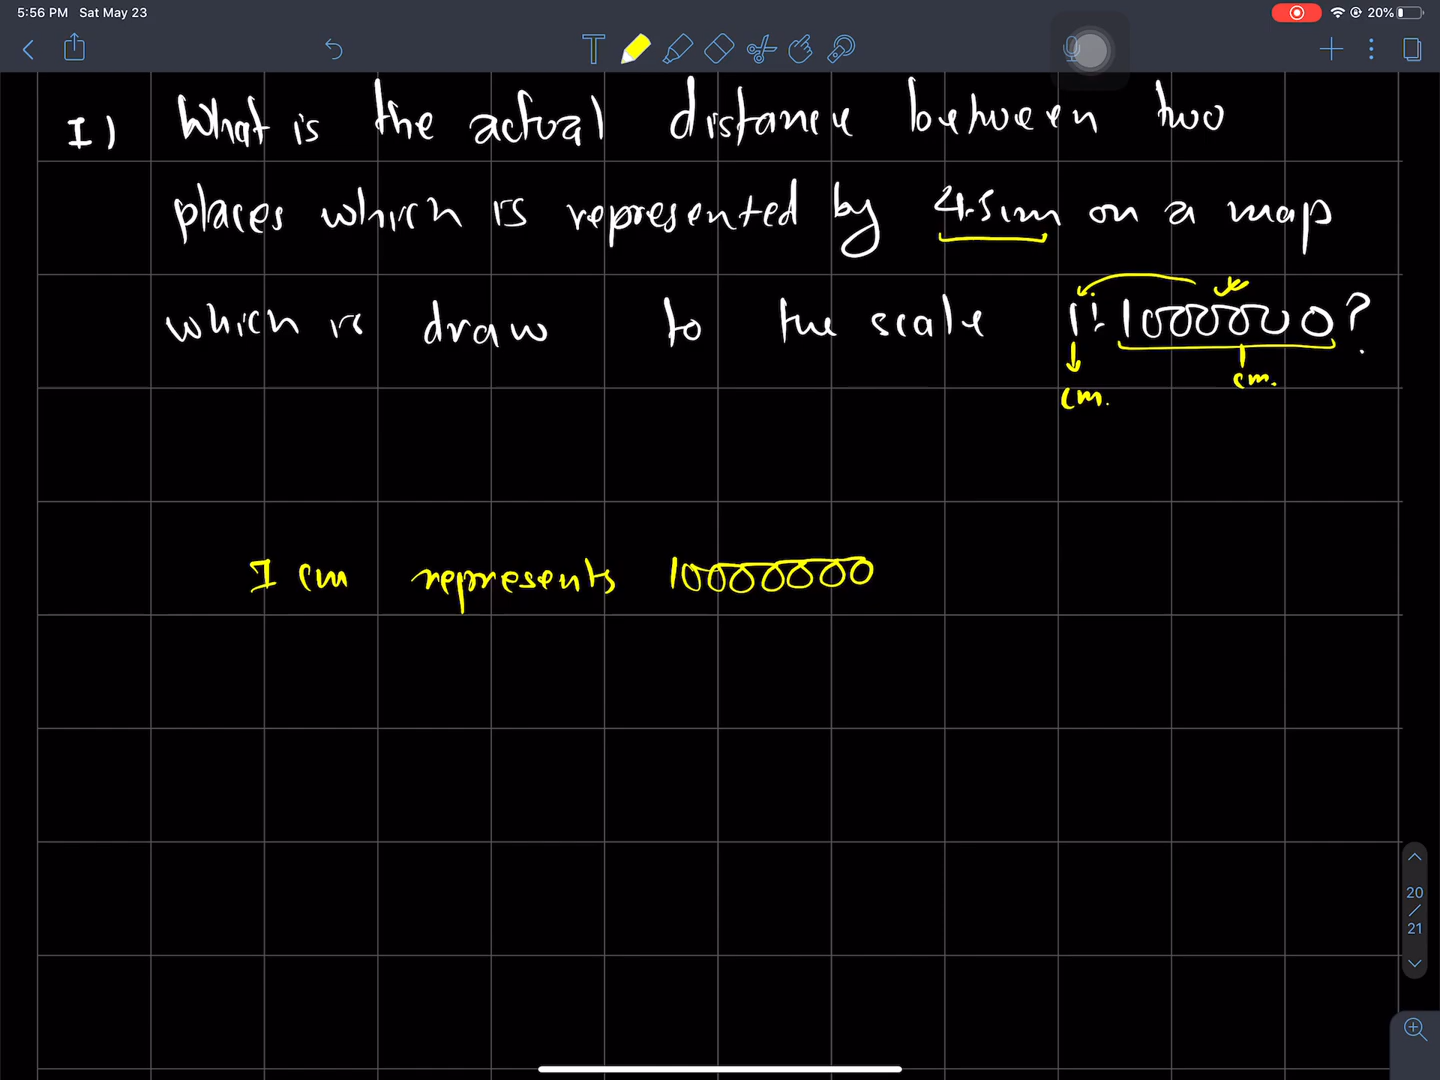 5:56 PM Sat May 23
20%
T
I) What is the actual distance between two
places which is represented by 4.5cm on a map
which is draw to the scale 1:1000000?
cm.
cm.
1 cm represents 10000000
20
/
21